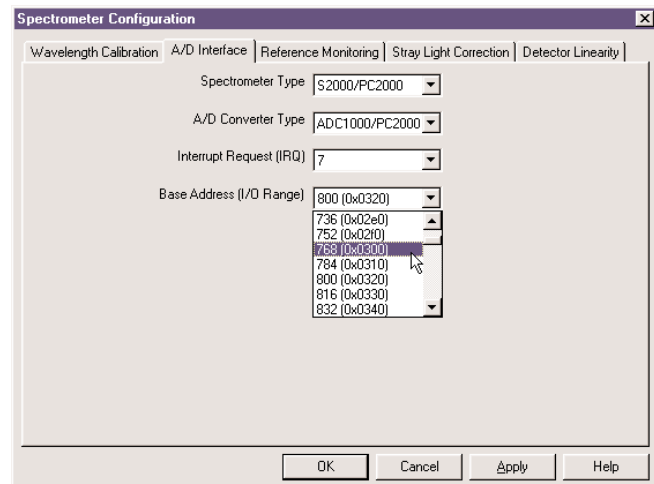 Spectrometer Configuration
Wavelength Calibration
A/D Interface
Reference Monitoring
Stray Light Correction
Detector Linearity
Spectrometer Type S2000/PC2000
A/D Converter Type ADC1000/PC2000
Interrupt Request (IRQ) 7
Base Address (I/O Range) 800 (0x0320)
736 (0x02e0)
752 (0x02f0)
768 (0x0300)
784 (0x0310)
800 (0x0320)
816 (0x0330)
832 (0x0340)
OK Cancel Apply Help